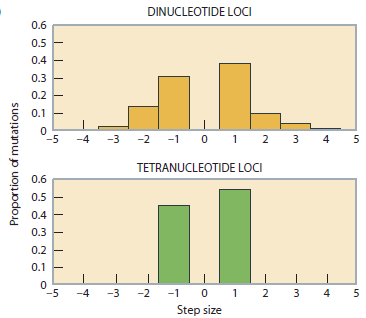 DINUCLEOTIDE LOCI
0.6
0.5
0.4
0.3
0.2
0.1
0
–5 –4 –3 –2 –1 0 1 2 3 4 5
Proportion of mutations
TETRANUCLEOTIDE LOCI
0.6
0.5
0.4
0.3
0.2
0.1
0
–5 –4 –3 –2 –1 0 1 2 3 4 5
Step size